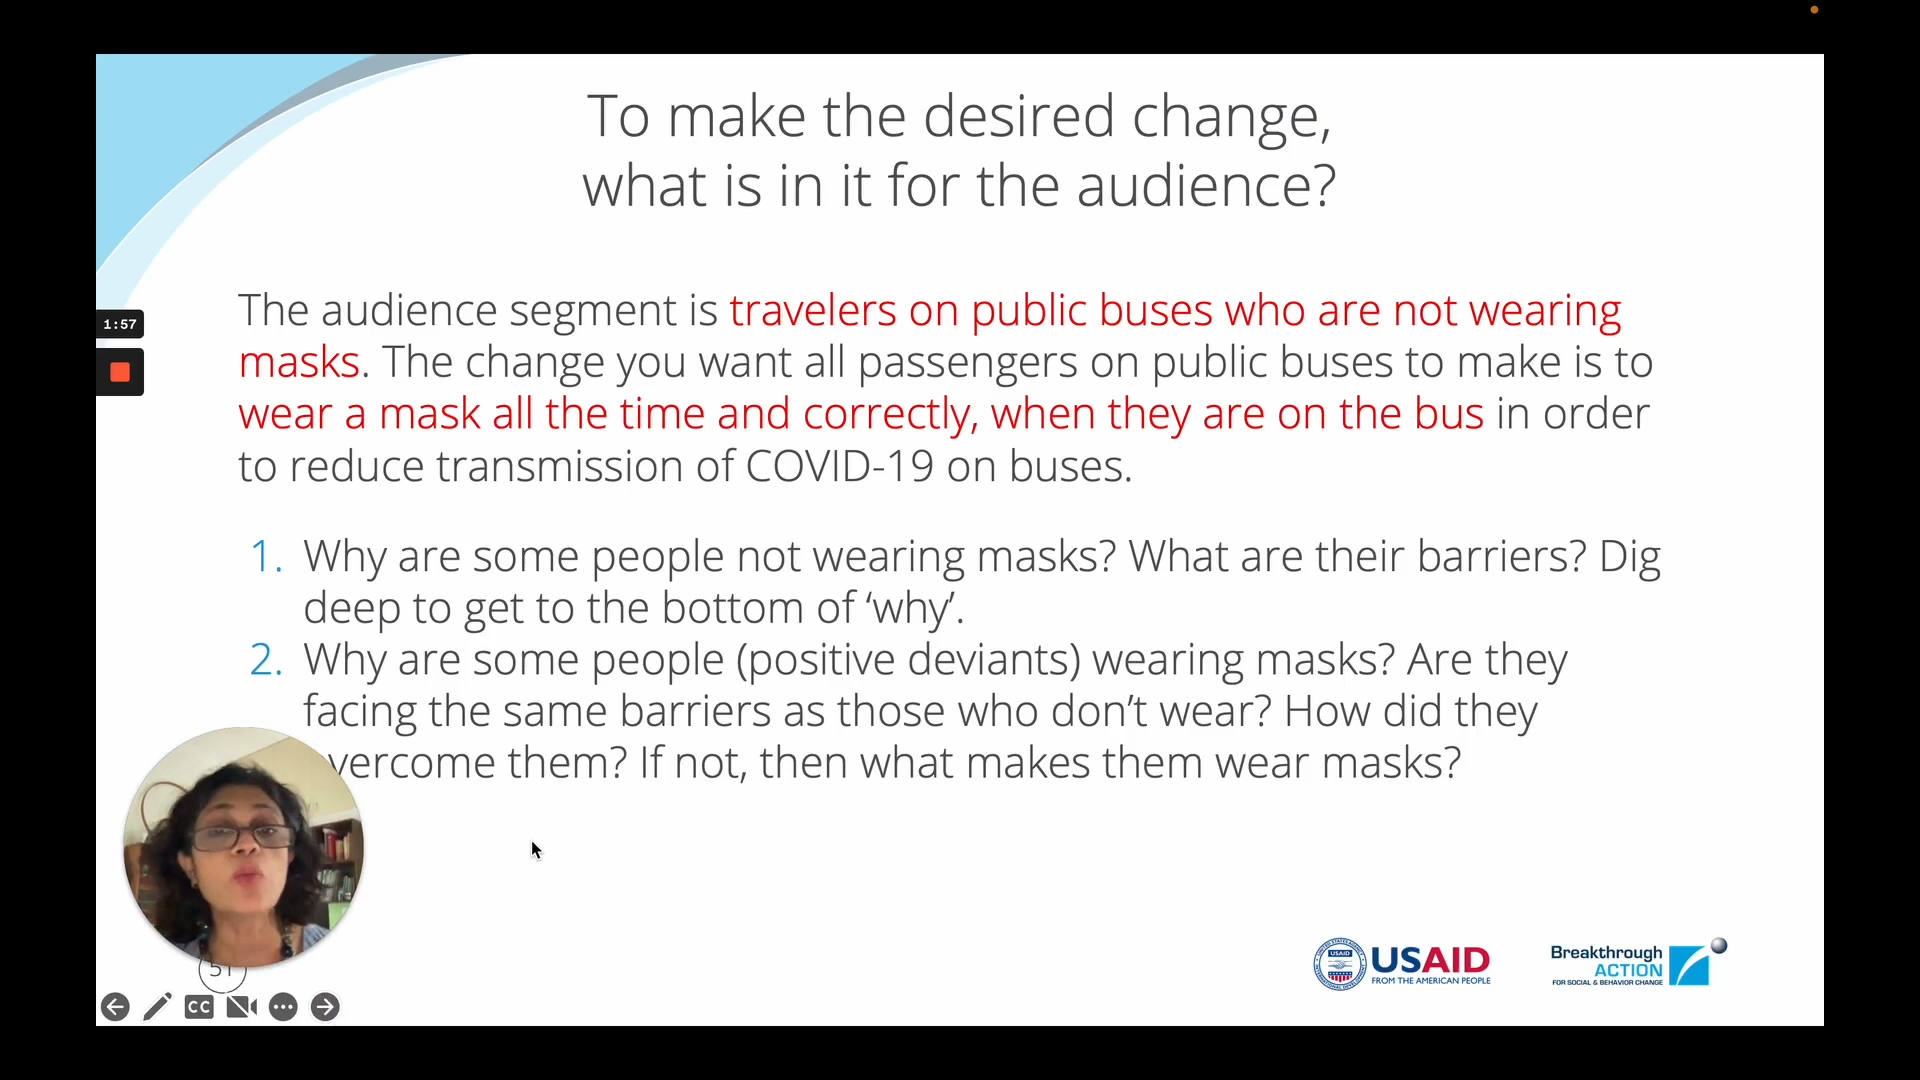 To make the desired change,
what is in it for the audience?
The audience segment is travelers on public buses who are not wearing
masks. The change you want all passengers on public buses to make is to
wear a mask all the time and correctly, when they are on the bus in order
to reduce transmission of COVID-19 on buses.
1:57
1. Why are some people not wearing masks? What are their barriers? Dig
deep to get to the bottom of ‘why’.
2. Why are some people (positive deviants) wearing masks? Are they
facing the same barriers as those who don’t wear? How did they
vercome them? If not, then what makes them wear masks?
51
CC
USAID
USAID
FROM THE AMERICAN PEOPLE
Breakthrough
ACTION
FOR SOCIAL & BEHAVIOR CHANGE